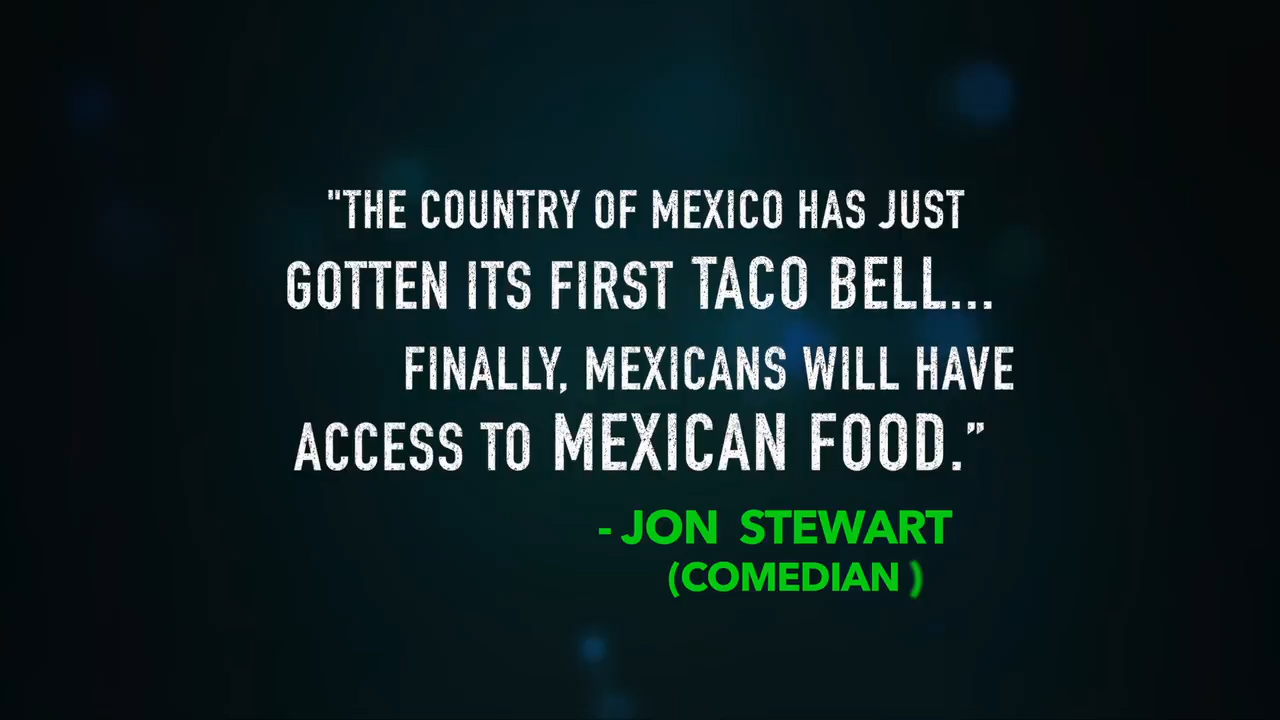 "THE COUNTRY OF MEXICO HAS JUST
GOTTEN ITS FIRST TACO BELL...
FINALLY, MEXICANS WILL HAVE
ACCESS TO MEXICAN FOOD.”
- JON STEWART
(COMEDIAN )